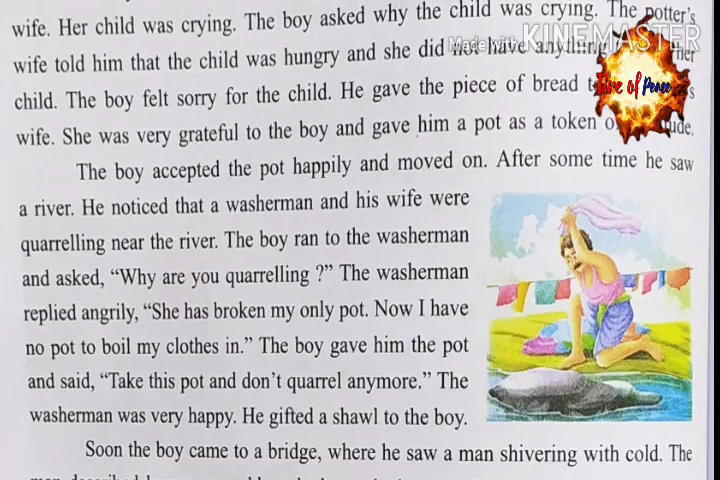 wife. Her child was crying. The boy asked why the child was crying. The potter's
wife told him that the child was hungry and she did not have anything
child. The boy felt sorry for the child. He gave the piece of bread
wife. She was very grateful to the boy and gave him a pot as a token
The boy accepted the pot happily and moved on. After some time he saw
a river. He noticed that a washerman and his wife were
quarrelling near the river. The boy ran to the washerman
and asked, “Why are you quarrelling ?” The washerman
replied angrily, “She has broken my only pot. Now I have
no pot to boil my clothes in.” The boy gave him the pot
and said, “Take this pot and don't quarrel anymore.” The
washerman was very happy. He gifted a shawl to the boy.
Soon the boy came to a bridge, where he saw a man shivering with cold. The
Made with KINEMASTER
of Peace